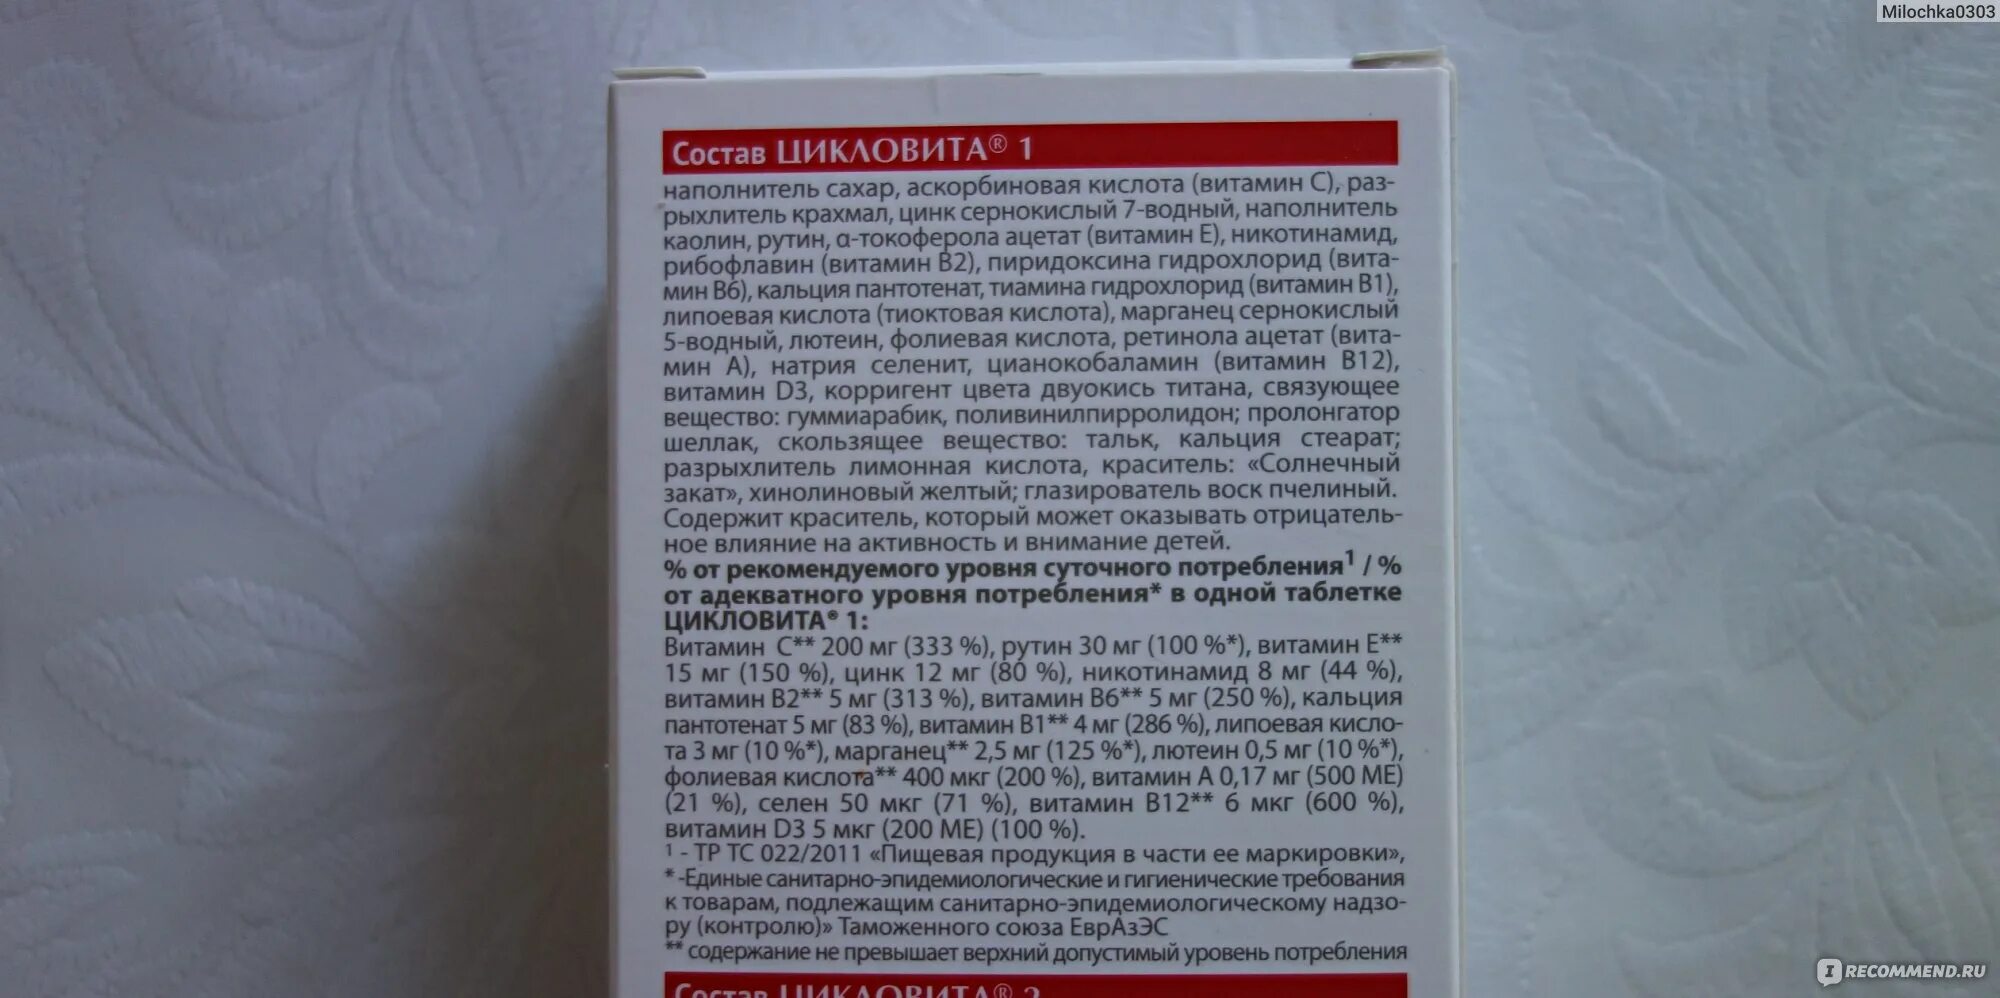 Milochka0303
Состав ЦИКЛОВИТА® 1
наполнитель сахар, аскорбиновая кислота (витамин С), раз-
рыхлитель крахмал, цинк сернокислый 7-водный, наполнитель
каолин, рутин, α-токоферола ацетат (витамин Е), никотинамид,
рибофлавин (витамин В2), пиридоксина гидрохлорид (вита-
мин В6), кальция пантотенат, тиамина гидрохлорид (витамин В1),
липоевая кислота (тиоктовая кислота), марганец сернокислый
5-водный, лютеин, фолиевая кислота, ретинола ацетат (вита-
мин А), натрия селенит, цианокобаламин (витамин В12),
витамин D3, корригент цвета двуокись титана, связующее
вещество: гуммиарабик, поливинилпирролидон; пролонгатор
шеллак, скользящее вещество: тальк, кальция стеарат;
разрыхлитель лимонная кислота, краситель: «Солнечный
закат», хинолиновый желтый; глазирователь воск пчелиный.
Содержит краситель, который может оказывать отрицатель-
ное влияние на активность и внимание детей.
% от рекомендуемого уровня суточного потребления¹ / %
от адекватного уровня потребления* в одной таблетке
ЦИКЛОВИТА® 1:
Витамин С** 200 мг (333 %), рутин 30 мг (100 %*), витамин Е**
15 мг (150 %), цинк 12 мг (80 %), никотинамид 8 мг (44 %),
витамин В2** 5 мг (313 %), витамин В6** 5 мг (250 %), кальция
пантотенат 5 мг (83 %), витамин В1** 4 мг (286 %), липоевая кисло-
та 3 мг (10 %*), марганец** 2,5 мг (125 %*), лютеин 0,5 мг (10 %*),
фолиевая кислота** 400 мкг (200 %), витамин А 0,17 мг (500 МЕ)
(21 %), селен 50 мкг (71 %), витамин В12** 6 мкг (600 %),
витамин D3 5 мкг (200 МЕ) (100 %).
¹ - ТР ТС 022/2011 «Пищевая продукция в части ее маркировки»,
* -Единые санитарно-эпидемиологические и гигиенические требования
к товарам, подлежащим санитарно-эпидемиологическому надзо-
ру (контролю)» Таможенного союза ЕврАзЭС
** содержание не превышает верхний допустимый уровень потребления
Состав ЦИКЛОВИТА® 2
IRECOMMEND.RU